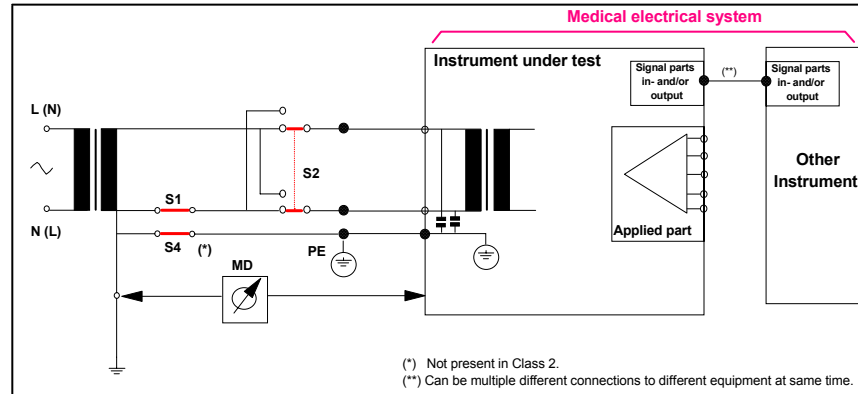 Medical electrical system
Instrument under test
Signal parts
in- and/or
output
(**)
Signal parts
in- and/or
output
L (N)
S2
Other
Instrument
S1
Applied part
N (L)
S4
(*)
PE
MD
(*) Not present in Class 2.
(**) Can be multiple different connections to different equipment at same time.